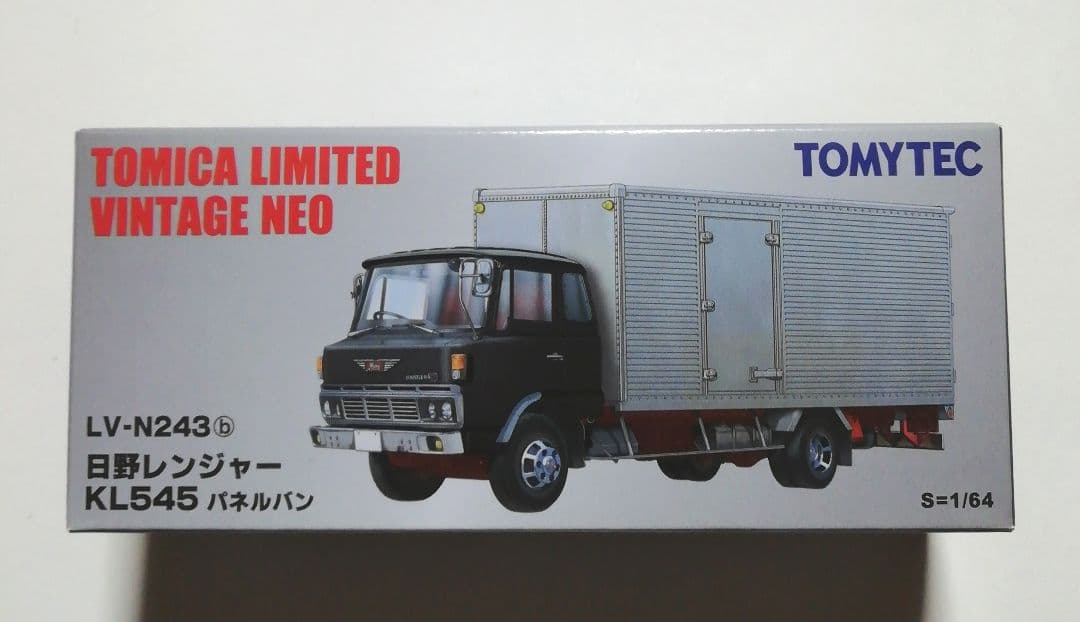 TOMICA LIMITED
VINTAGE NEO
TOMYTEC
LV-N243ⓑ
日野レンジャー
KL545 パネルバン
S=1/64